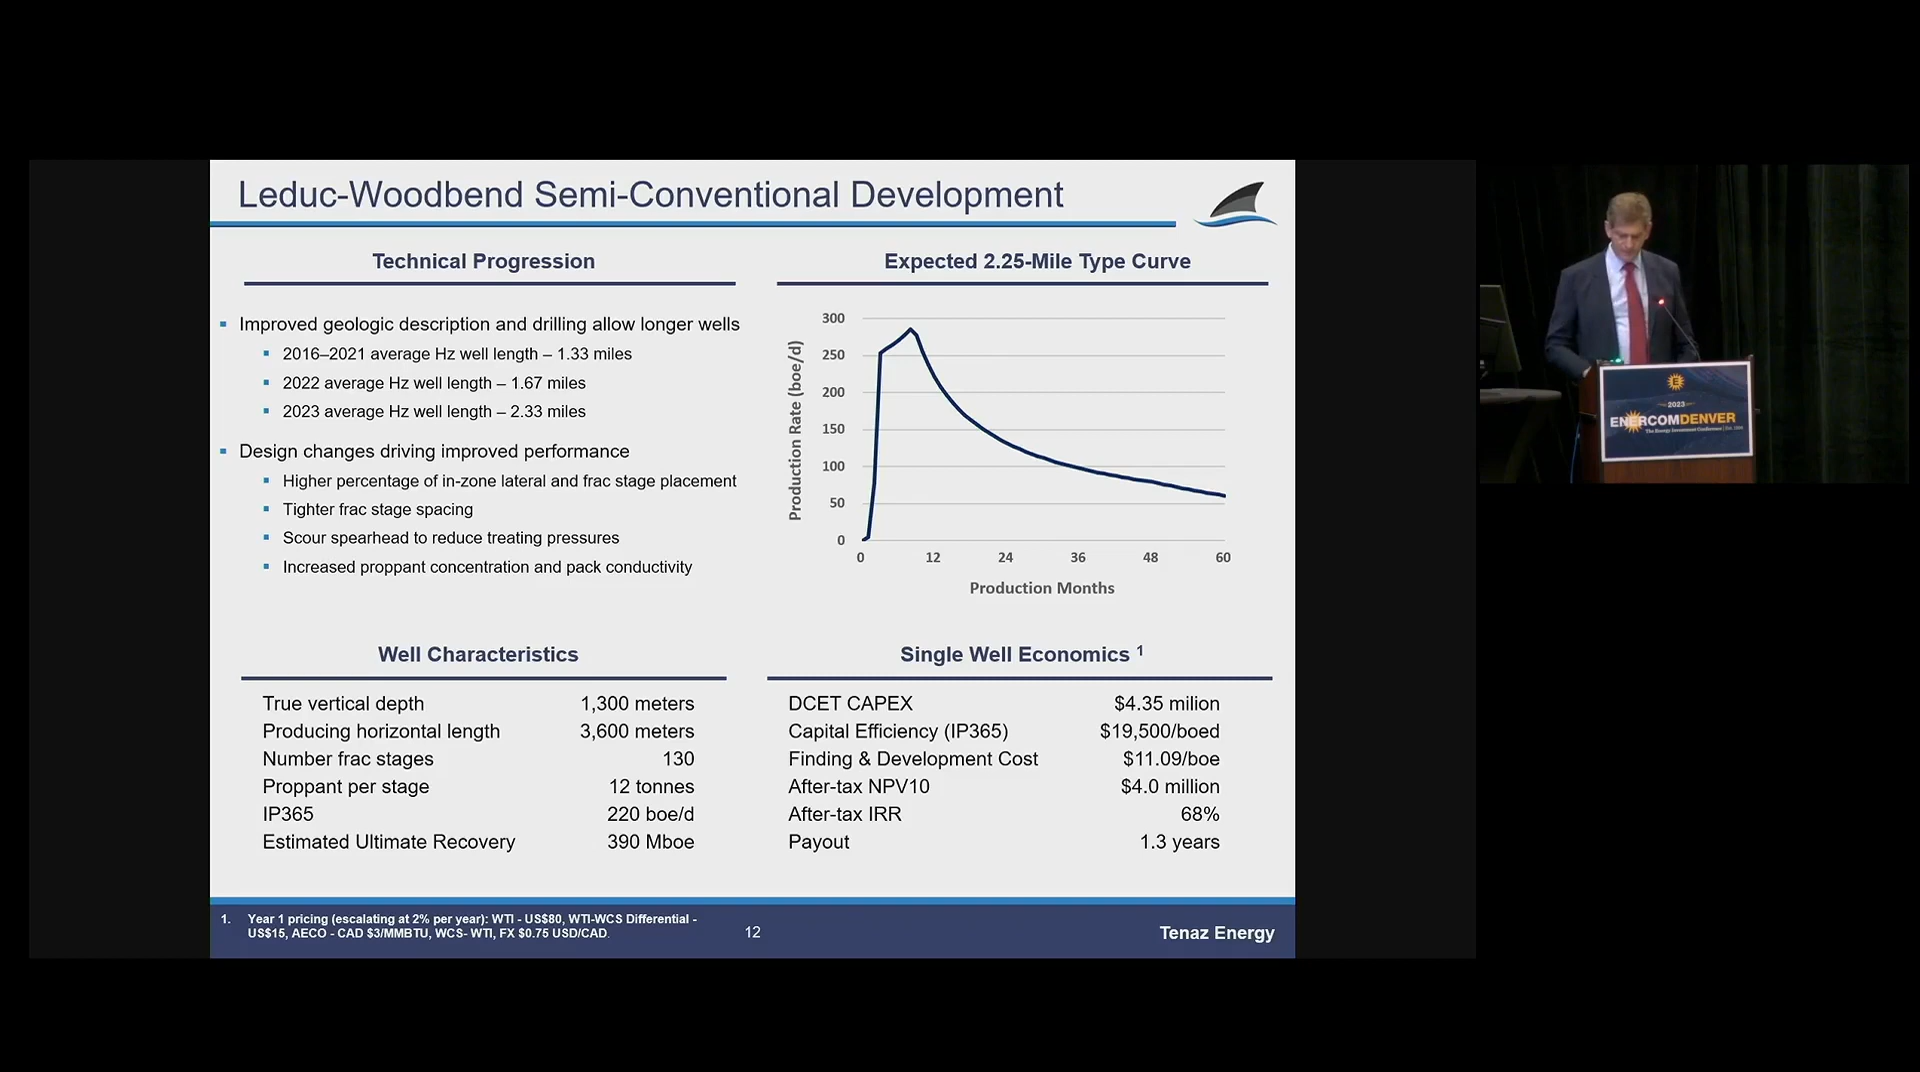 Leduc-Woodbend Semi-Conventional Development
Technical Progression
▪ Improved geologic description and drilling allow longer wells
▪ 2016–2021 average Hz well length – 1.33 miles
▪ 2022 average Hz well length – 1.67 miles
▪ 2023 average Hz well length – 2.33 miles
▪ Design changes driving improved performance
▪ Higher percentage of in-zone lateral and frac stage placement
▪ Tighter frac stage spacing
▪ Scour spearhead to reduce treating pressures
▪ Increased proppant concentration and pack conductivity
Expected 2.25-Mile Type Curve
Production Rate (boe/d)
300
250
200
150
100
50
0
0 12 24 36 48 60
Production Months
Well Characteristics
True vertical depth 1,300 meters
Producing horizontal length 3,600 meters
Number frac stages 130
Proppant per stage 12 tonnes
IP365 220 boe/d
Estimated Ultimate Recovery 390 Mboe
Single Well Economics 1
DCET CAPEX $4.35 milion
Capital Efficiency (IP365) $19,500/boed
Finding & Development Cost $11.09/boe
After-tax NPV10 $4.0 million
After-tax IRR 68%
Payout 1.3 years
1. Year 1 pricing (escalating at 2% per year): WTI - US$80, WTI-WCS Differential -
US$15, AECO - CAD $3/MMBTU, WCS- WTI, FX $0.75 USD/CAD.
12
Tenaz Energy
E
2023
ENERCOMDENVER
The Energy Investment Conference